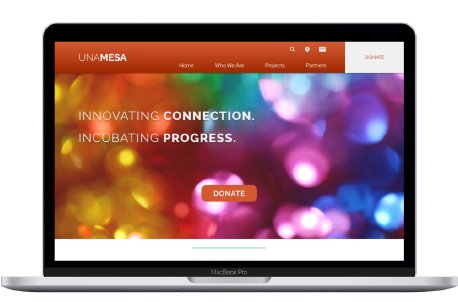 UNAMESA
Home Who We Are Projects Partners
DONATE
INNOVATING CONNECTION.
INCUBATING PROGRESS.
DONATE
MacBook Pro